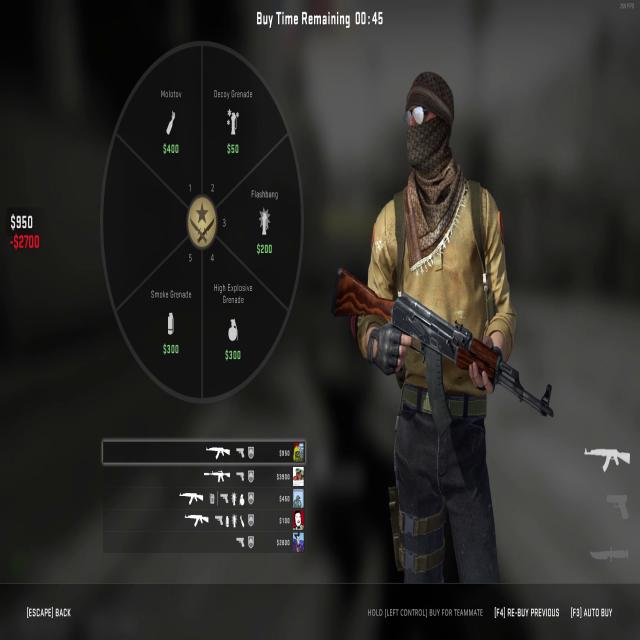 Buy Time Remaining 00:45
Molotov
$400
Decoy Grenade
$50
1
2
Flashbang
3
$200
$950
-$2700
5
4
Smoke Grenade
$300
High Explosive
Grenade
$300
$950
$3900
$450
$100
[ESCAPE] BACK
HOLD [LEFT CONTROL] BUY FOR TEAMMATE
[F4] RE-BUY PREVIOUS
[F3] AUTO BUY